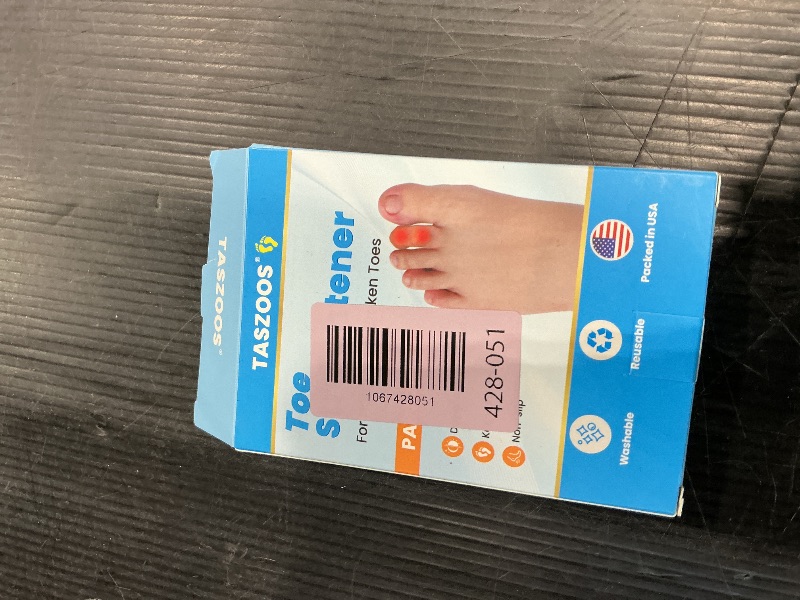 TASZOOS®
TASZOOS®
Toe
S tener
For ken Toes
PA
1067428051
428-051
D
K
Non-slip
Washable
Reusable
Packed in USA